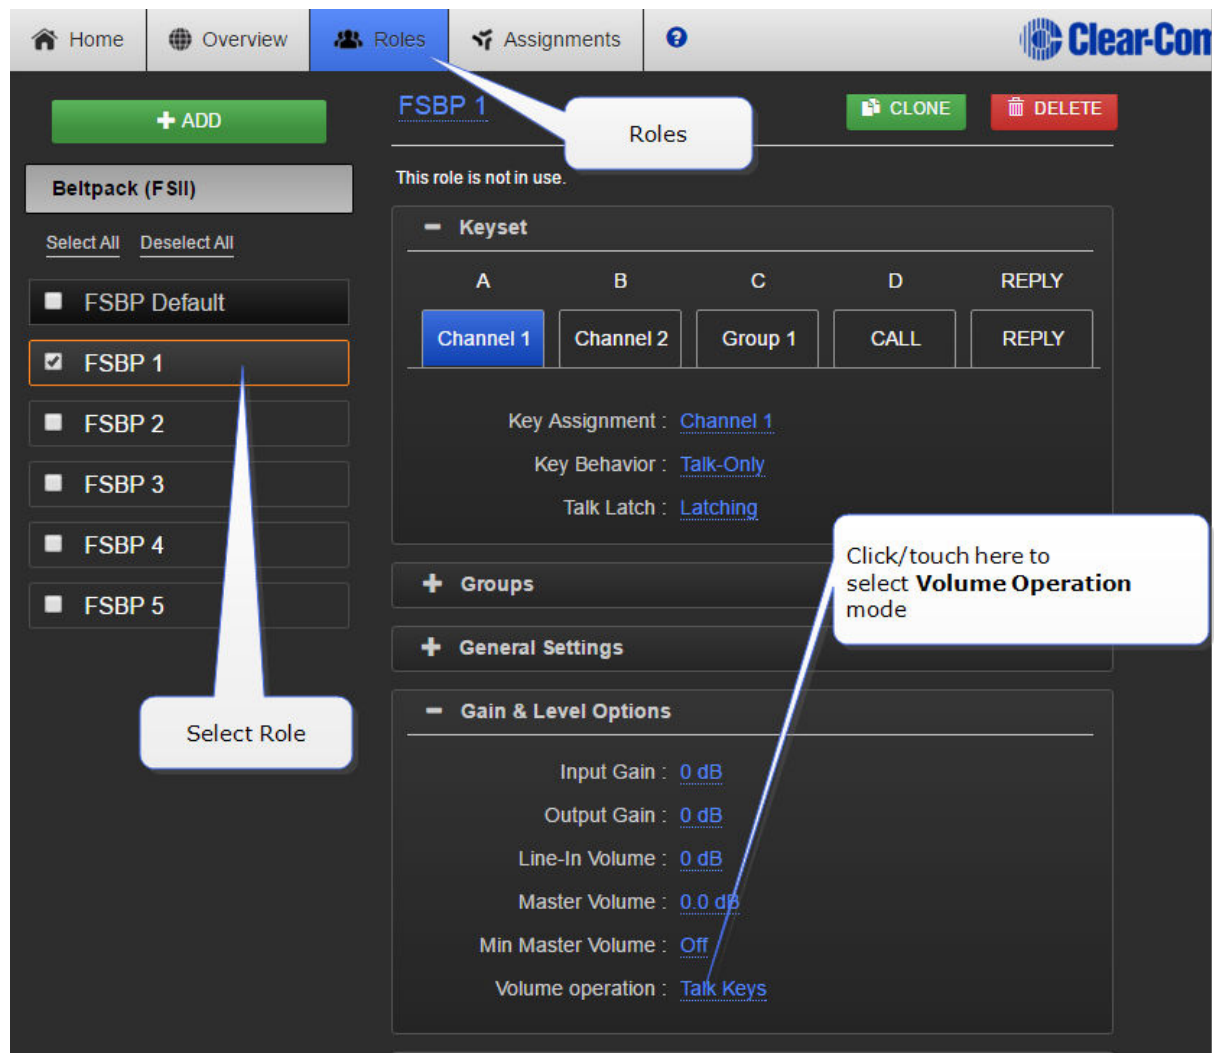 Home
Overview
Roles
Assignments
?
Clear-Com
+ ADD
FSBP 1
CLONE
DELETE
Roles
This role is not in use.
Beltpack (FSII)
Select All Deselect All
FSBP Default
FSBP 1
FSBP 2
FSBP 3
FSBP 4
FSBP 5
Select Role
Keyset
A B C D REPLY
Channel 1 Channel 2 Group 1 CALL REPLY
Key Assignment : Channel 1
Key Behavior : Talk-Only
Talk Latch : Latching
Click/touch here to
select Volume Operation
mode
Groups
General Settings
Gain & Level Options
Input Gain : 0 dB
Output Gain : 0 dB
Line-In Volume : 0 dB
Master Volume : 0.0 dB
Min Master Volume : Off
Volume operation : Talk Keys